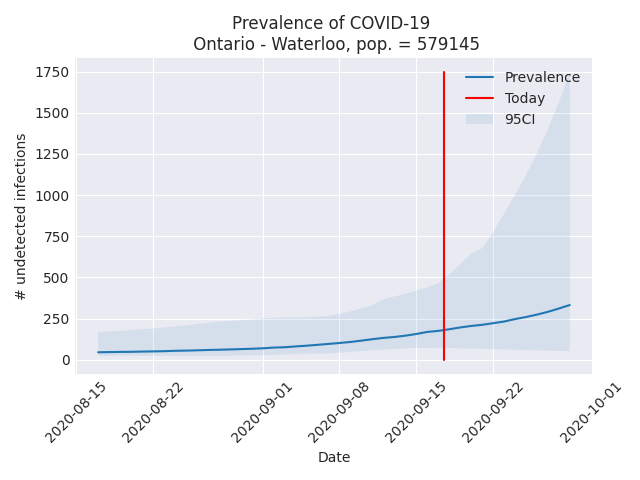 Prevalence of COVID-19
Ontario - Waterloo, pop. = 579145
# undetected infections
1750
1500
1250
1000
750
500
250
0
Prevalence
Today
95CI
2020-08-15
2020-08-22
2020-09-01
2020-09-08
2020-09-15
2020-09-22
2020-10-01
Date